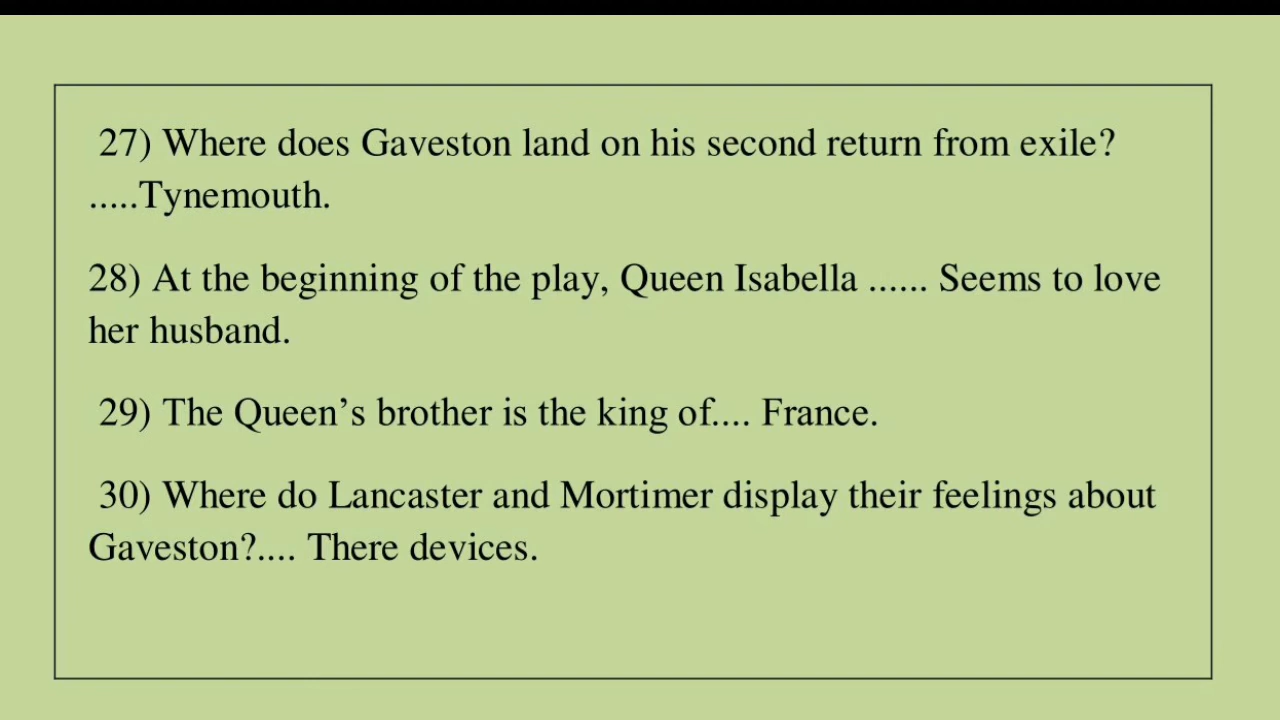 27) Where does Gaveston land on his second return from exile?
.....Tynemouth.
28) At the beginning of the play, Queen Isabella ...... Seems to love
her husband.
29) The Queen’s brother is the king of.... France.
30) Where do Lancaster and Mortimer display their feelings about
Gaveston?.... There devices.